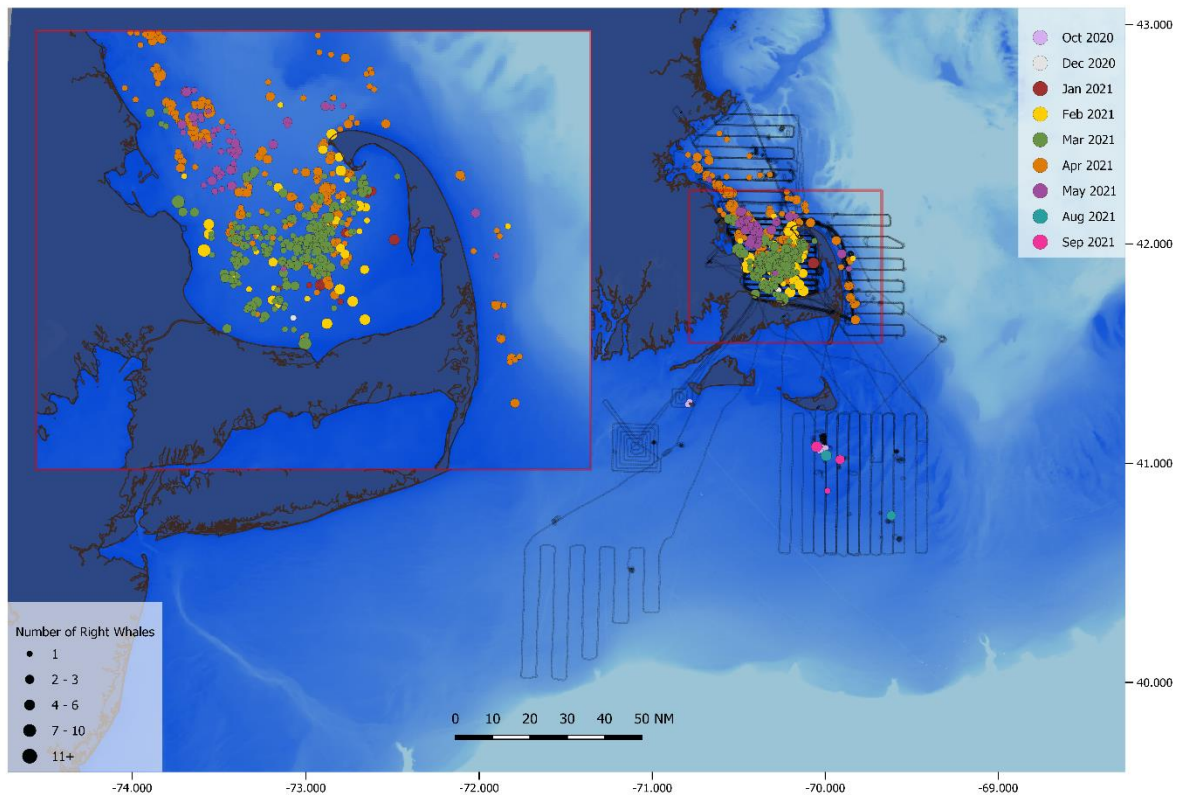 Oct 2020
Dec 2020
Jan 2021
Feb 2021
Mar 2021
Apr 2021
May 2021
Aug 2021
Sep 2021
43.000
42.000
41.000
40.000
Number of Right Whales
1
2 - 3
4 - 6
7 - 10
11+
0 10 20 30 40 50 NM
-74.000 -73.000 -72.000 -71.000 -70.000 -69.000